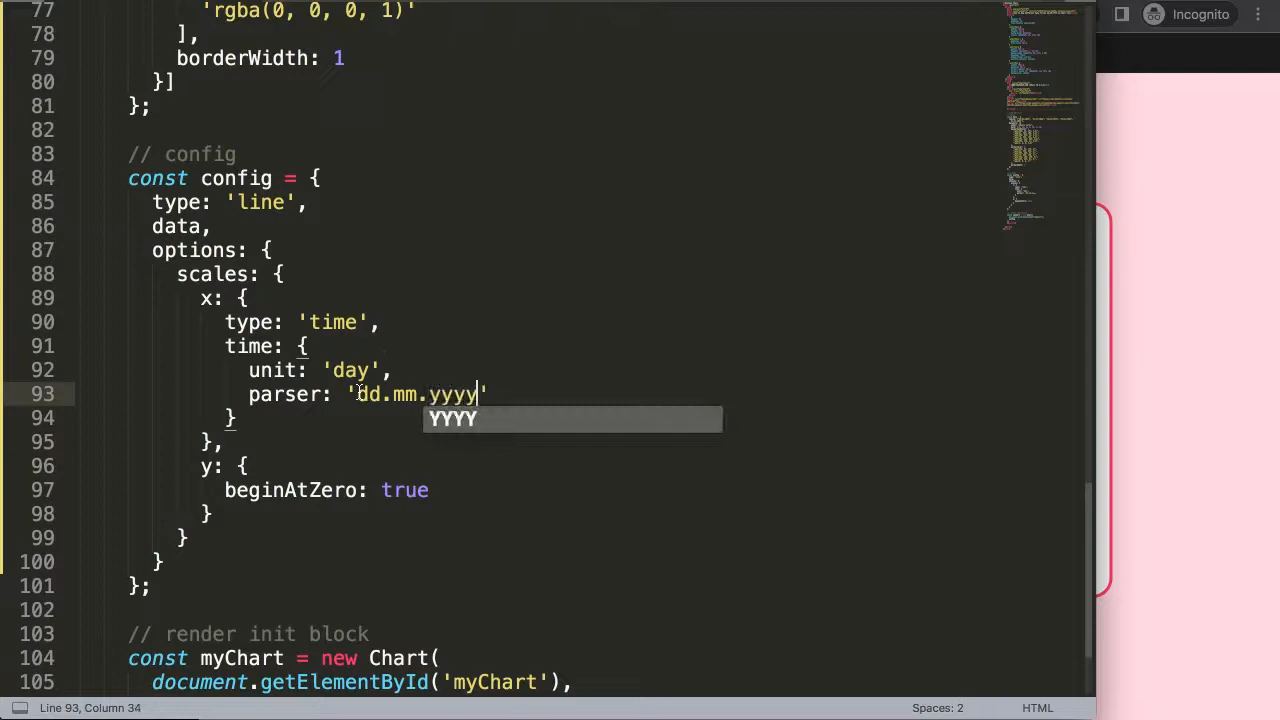 77 'rgba(0, 0, 0, 1)'
Incognito
78 ],
79 borderWidth: 1
80 }]
81 };
82
83 // config
84 const config = {
85 type: 'line',
86 data,
87 options: {
88 scales: {
89 x: {
90 type: 'time',
91 time: {
92 unit: 'day',
93 parser: 'dd.mm.yyyy'
94 }
YYYY
95 },
96 y: {
97 beginAtZero: true
98 }
99 }
100 }
101 };
102
103 // render init block
104 const myChart = new Chart(
105 document.getElementById('myChart'),
Line 93, Column 34 Spaces: 2 HTML